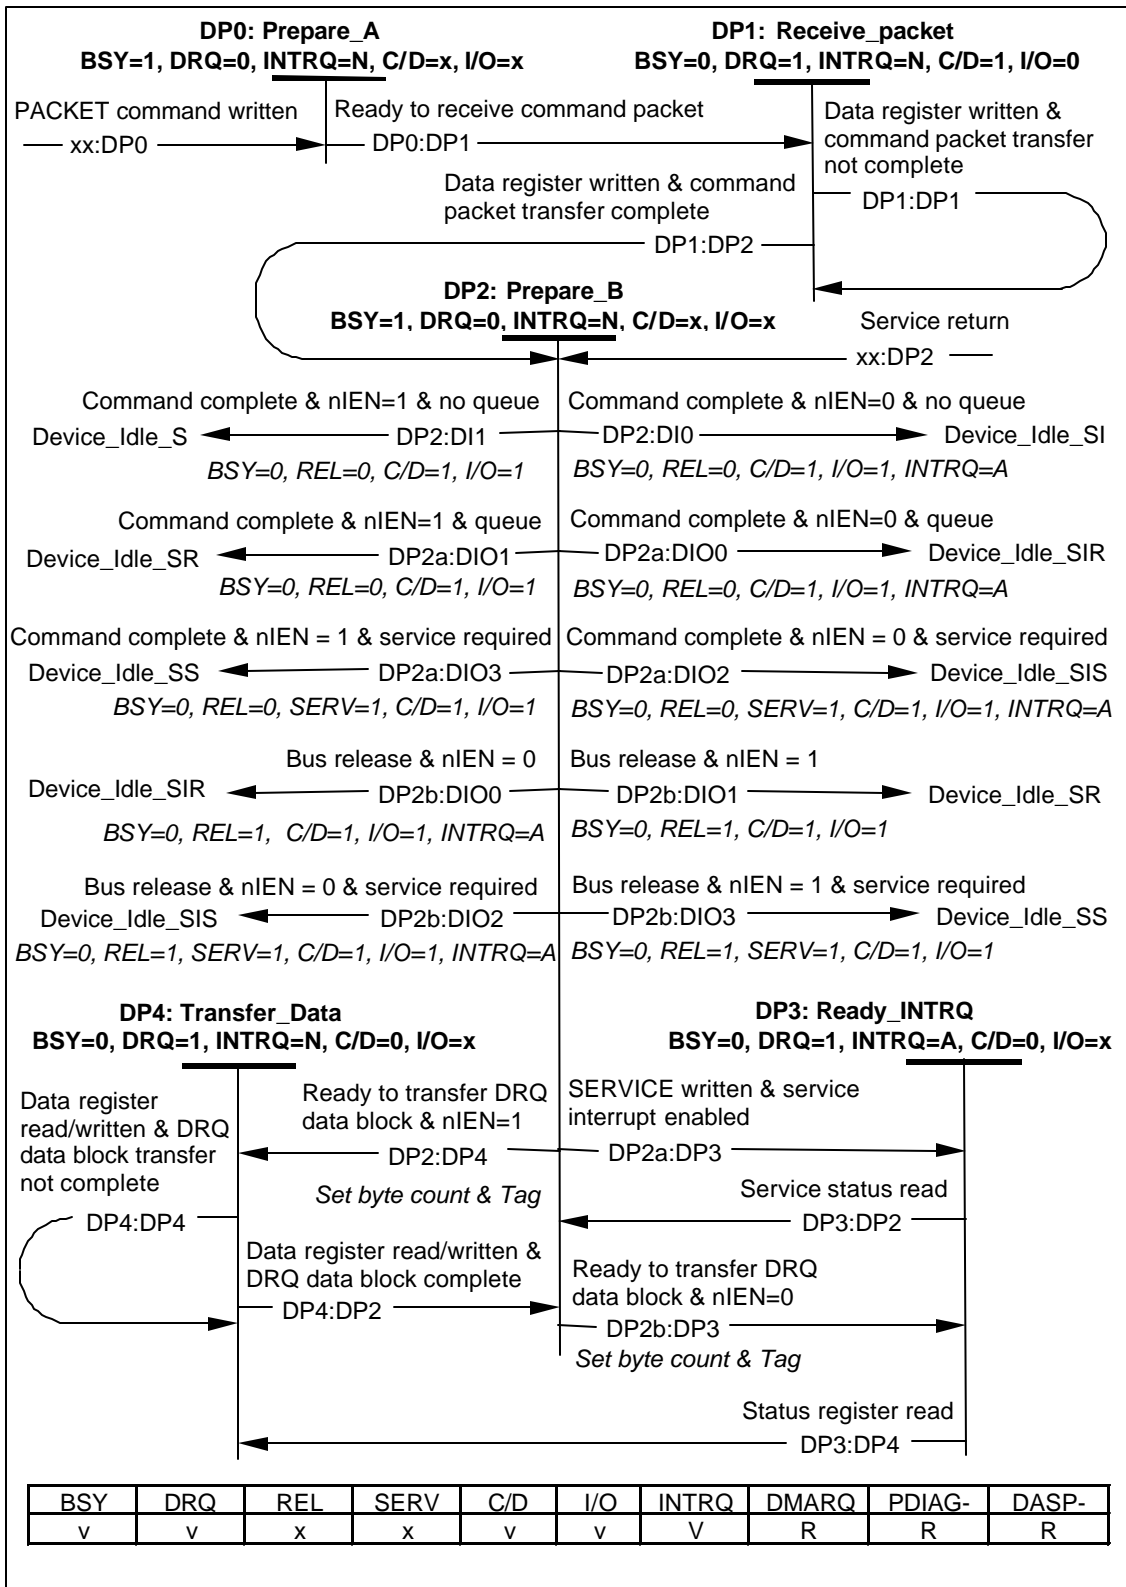 DP0: Prepare_A
BSY=1, DRQ=0, INTRQ=N, C/D=x, I/O=x
DP1: Receive_packet
BSY=0, DRQ=1, INTRQ=N, C/D=1, I/O=0
PACKET command written
xx:DP0
Ready to receive command packet
DP0:DP1
Data register written &
command packet transfer
not complete
DP1:DP1
Data register written & command
packet transfer complete
DP1:DP2
DP2: Prepare_B
BSY=1, DRQ=0, INTRQ=N, C/D=x, I/O=x
Service return
xx:DP2
Command complete & nIEN=1 & no queue
Device_Idle_S
DP2:DI1
BSY=0, REL=0, C/D=1, I/O=1
Command complete & nIEN=0 & no queue
DP2:DI0
Device_Idle_SI
BSY=0, REL=0, C/D=1, I/O=1, INTRQ=A
Command complete & nIEN=1 & queue
Device_Idle_SR
DP2a:DIO1
BSY=0, REL=0, C/D=1, I/O=1
Command complete & nIEN=0 & queue
DP2a:DIO0
Device_Idle_SIR
BSY=0, REL=0, C/D=1, I/O=1, INTRQ=A
Command complete & nIEN = 1 & service required
Device_Idle_SS
DP2a:DIO3
BSY=0, REL=0, SERV=1, C/D=1, I/O=1
Command complete & nIEN = 0 & service required
DP2a:DIO2
Device_Idle_SIS
BSY=0, REL=0, SERV=1, C/D=1, I/O=1, INTRQ=A
Bus release & nIEN = 0
Device_Idle_SIR
DP2b:DIO0
BSY=0, REL=1, C/D=1, I/O=1, INTRQ=A
Bus release & nIEN = 1
DP2b:DIO1
Device_Idle_SR
BSY=0, REL=1, C/D=1, I/O=1
Bus release & nIEN = 0 & service required
Device_Idle_SIS
DP2b:DIO2
BSY=0, REL=1, SERV=1, C/D=1, I/O=1, INTRQ=A
Bus release & nIEN = 1 & service required
DP2b:DIO3
Device_Idle_SS
BSY=0, REL=1, SERV=1, C/D=1, I/O=1
DP4: Transfer_Data
BSY=0, DRQ=1, INTRQ=N, C/D=0, I/O=x
DP3: Ready_INTRQ
BSY=0, DRQ=1, INTRQ=A, C/D=0, I/O=x
Data register
read/written & DRQ
data block transfer
not complete
DP4:DP4
Ready to transfer DRQ
data block & nIEN=1
DP2:DP4
Set byte count & Tag
SERVICE written & service
interrupt enabled
DP2a:DP3
Service status read
DP3:DP2
Data register read/written &
DRQ data block complete
DP4:DP2
Ready to transfer DRQ
data block & nIEN=0
DP2b:DP3
Set byte count & Tag
Status register read
DP3:DP4
BSY DRQ REL SERV C/D I/O INTRQ DMARQ PDIAG- DASP-
v v x x v v V R R R